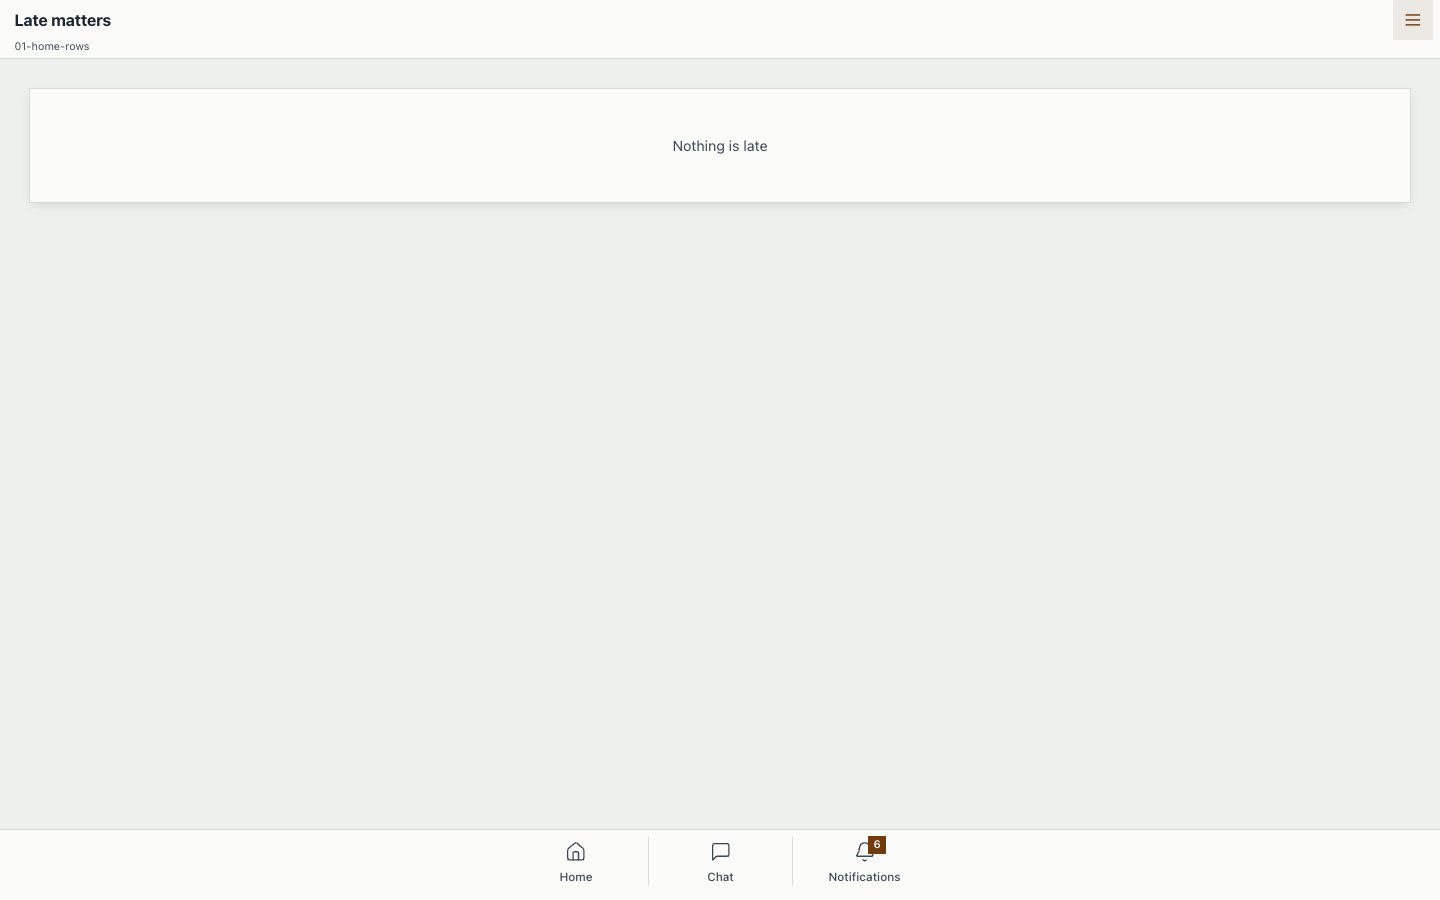 Late matters
01-home-rows
Nothing is late
6
Home
Chat
Notifications